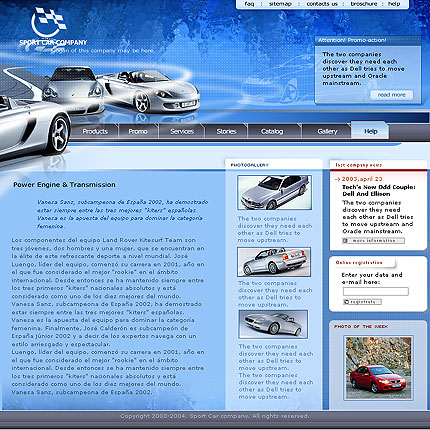 faq : sitemap : contacts us : broschure : help
SPORT CAR COMPANY
slogan of this company may be here
Attention! Promo-action!
The two companies
discover they need
each other as Dell
tries to move
upstream and Oracle
mainstream.
read more
Products Promo Services Stories Catalog Gallery Help
Power Engine & Transmission
Vanesa Sanz, subcampeona de España 2002, ha demostrado
estar siempre entre las tres mejores "kiters" españolas.
Vanesa es la apuesta del equipo para dominar la categoría
femenina.
Los componentes del equipo Land Rover Kitesurf Team son
tres jóvenes, dos hombres y una mujer, que se encuentran en
la élite de este refrescante deporte a nivel mundial. José
Luengo, líder del equipo, comenzó su carrera en 2001, año en
el que fue considerado el mejor "rookie" en el ámbito
internacional. Desde entonces se ha mantenido siempre entre
los tres primeros "kiters" nacionales absolutos y está
considerado como uno de los diez mejores del mundo.
Vanesa Sanz, subcampeona de España 2002, ha demostrado
estar siempre entre las tres mejores "kiters" españolas.
Vanesa es la apuesta del equipo para dominar la categoría
femenina. Finalmente, José Calderón es subcampeón de
España júnior 2002 y a decir de los expertos navega con un
estilo arriesgado y espectacular.
Luengo, líder del equipo, comenzó su carrera en 2001, año en
el que fue considerado el mejor "rookie" en el ámbito
internacional. Desde entonces se ha mantenido siempre entre
los tres primeros "kiters" nacionales absolutos y está
considerado como uno de los diez mejores del mundo.
Vanesa Sanz, subcampeona de España 2002.
PHOTOGALLERY
The two companies
discover they need
each other as Dell tries to
move upstream.
The two companies
discover they need
each other as Dell tries to
move upstream.
The two companies
discover they need
each other as Dell tries to
move upstream.
The two companies
discover they need
each other as Dell tries to
move upstream.
last company news
2003, april 23
Tech's New Odd Couple:
Dell And Ellison
The two companies
discover they need
each other as Dell tries to
move upstream and Oracle
mainstream.
more information
Online registration
Enter your date and
e-mail here:
registrate
PHOTO OF THE WEEK
Copyright 2003-2004. Sport Car company. All rights reserved.